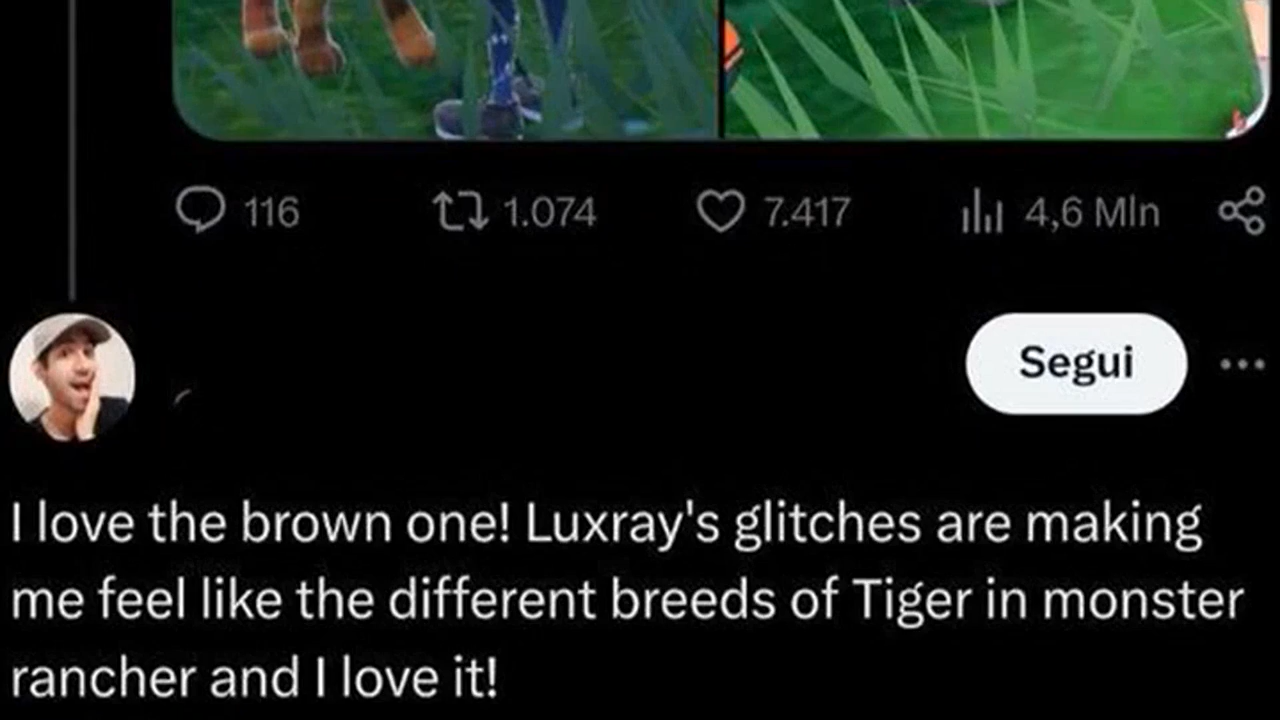 116 1.074 7.417 4,6 Mln
Segui
I love the brown one! Luxray's glitches are making
me feel like the different breeds of Tiger in monster
rancher and I love it!